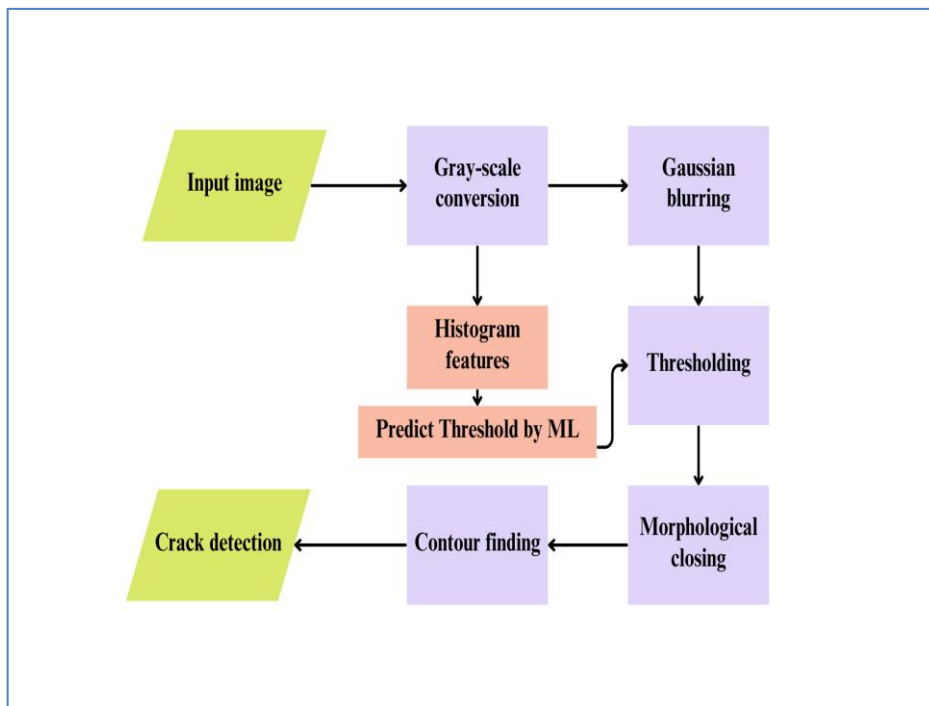 Input image
Gray-scale
conversion
Gaussian
blurring
Histogram
features
Thresholding
Predict Threshold by ML
Crack detection
Contour finding
Morphological
closing